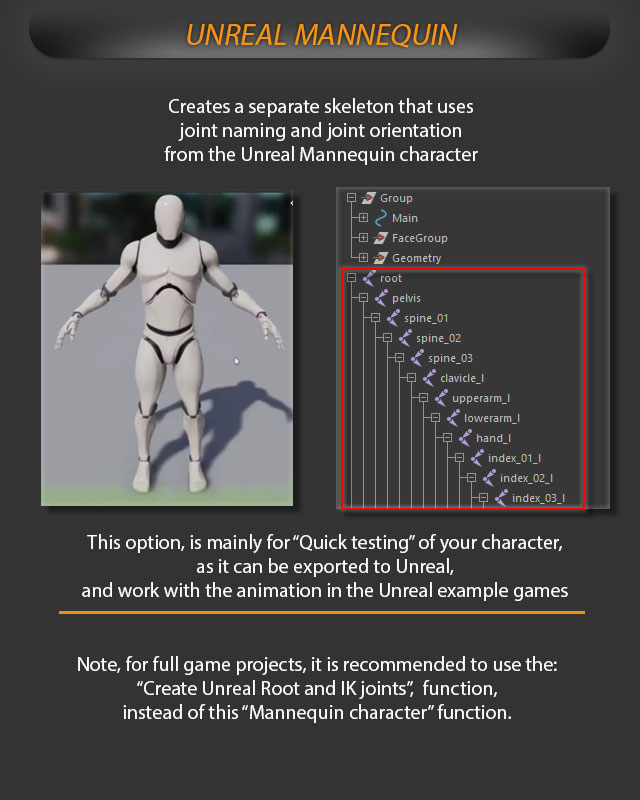 UNREAL MANNEQUIN
Creates a separate skeleton that uses
joint naming and joint orientation
from the Unreal Mannequin character
Group
Main
FaceGroup
Geometry
root
pelvis
spine_01
spine_02
spine_03
clavicle_l
upperarm_l
lowerarm_l
hand_l
index_01_l
index_02_l
index_03_l
This option, is mainly for “Quick testing” of your character,
as it can be exported to Unreal,
and work with the animation in the Unreal example games
Note, for full game projects, it is recommended to use the:
“Create Unreal Root and IK joints”, function,
instead of this “Mannequin character” function.